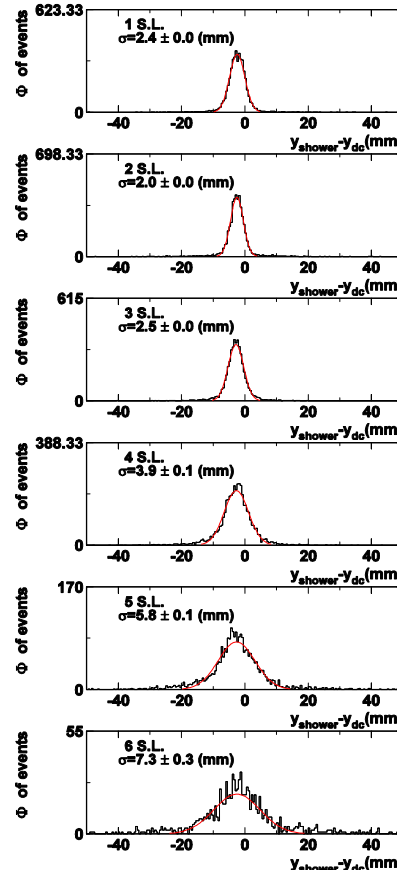 623.33
Φ of events
1 S.L.
σ=2.4 ± 0.0 (mm)
0
-40 -20 0 20 40
y_shower-y_dc(mm
698.33
Φ of events
2 S.L.
σ=2.0 ± 0.0 (mm)
0
-40 -20 0 20 40
y_shower-y_dc(mm
615
Φ of events
3 S.L.
σ=2.5 ± 0.0 (mm)
0
-40 -20 0 20 40
y_shower-y_dc(mm
388.33
Φ of events
4 S.L.
σ=3.9 ± 0.1 (mm)
0
-40 -20 0 20 40
y_shower-y_dc(mm
170
Φ of events
5 S.L.
σ=5.8 ± 0.1 (mm)
0
-40 -20 0 20 40
y_shower-y_dc(mm
55
Φ of events
6 S.L.
σ=7.3 ± 0.3 (mm)
0
-40 -20 0 20 40
y_shower-y_dc(mm